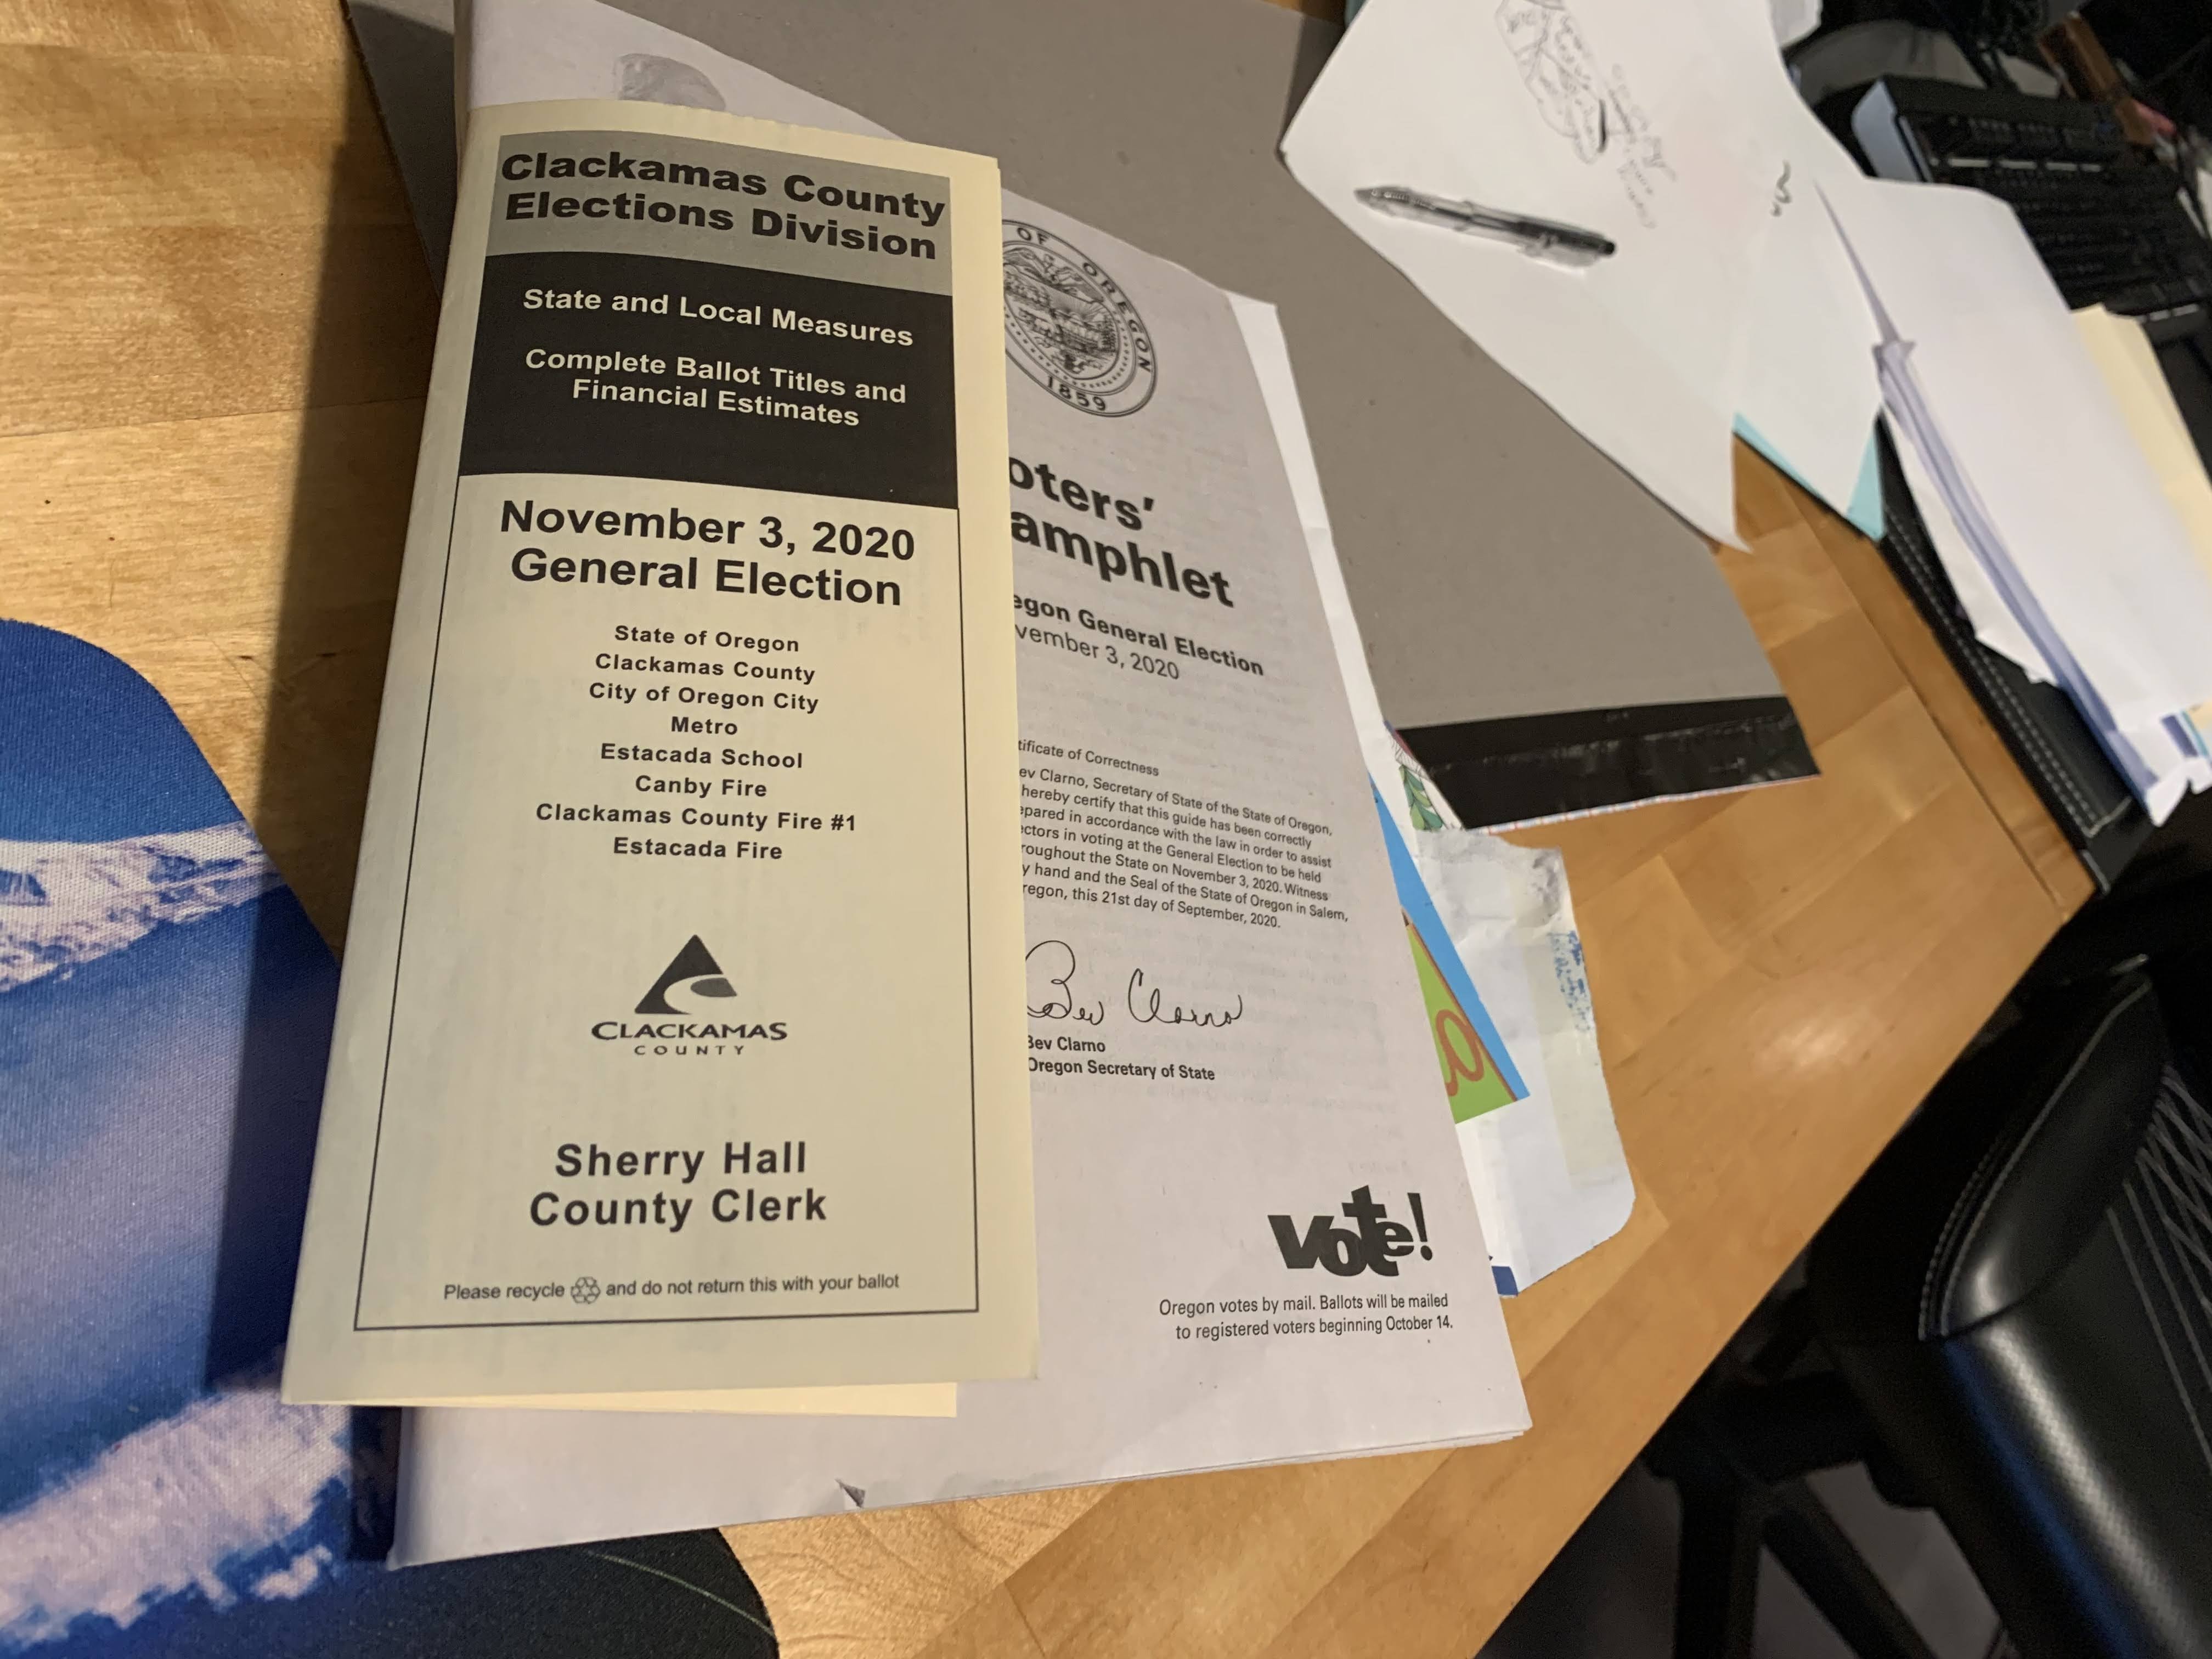 Clackamas County
Elections Division
State and Local Measures
Complete Ballot Titles and
Financial Estimates
November 3, 2020
General Election
State of Oregon
Clackamas County
City of Oregon City
Metro
Estacada School
Canby Fire
Clackamas County Fire #1
Estacada Fire
CLACKAMAS
COUNTY
Sherry Hall
County Clerk
Please recycle and do not return this with your ballot
OF OREGON
1859
oters'
amphlet
egon General Election
vember 3, 2020
tificate of Correctness
ev Clarno, Secretary of State of the State of Oregon,
hereby certify that this guide has been correctly
pared in accordance with the law in order to assist
ectors in voting at the General Election to be held
roughout the State on November 3, 2020. Witness
y hand and the Seal of the State of Oregon in Salem,
regon, this 21st day of September, 2020.
Bev Clarno
Bev Clarno
Oregon Secretary of State
vote!
Oregon votes by mail. Ballots will be mailed
to registered voters beginning October 14.